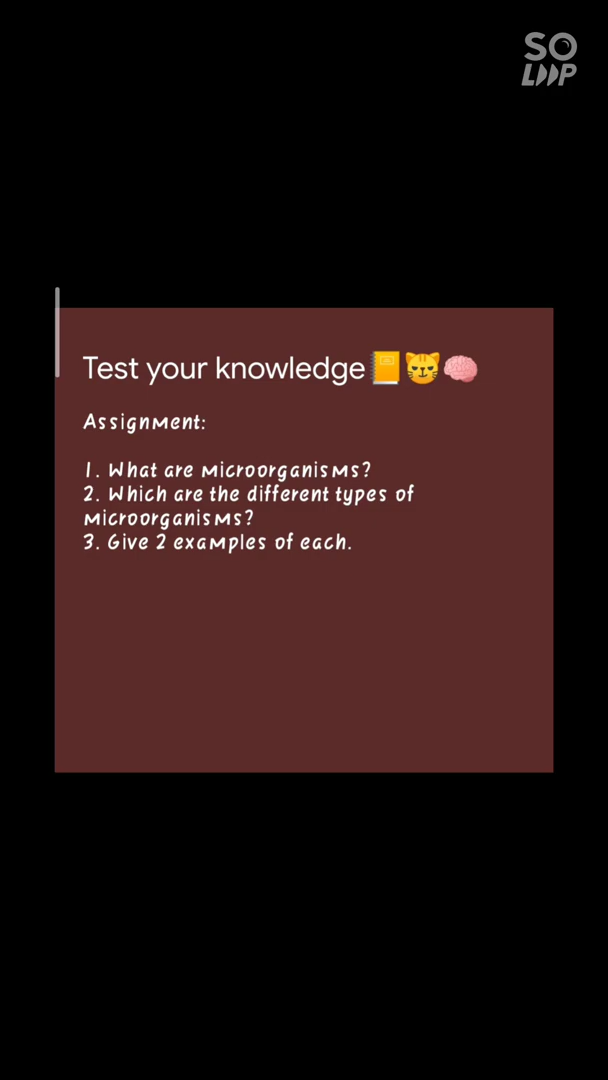 SO
LOOP
Test your knowledge📒😼🧠
Assignment:
1. What are microorganisms?
2. Which are the different types of
microorganisms?
3. Give 2 examples of each.